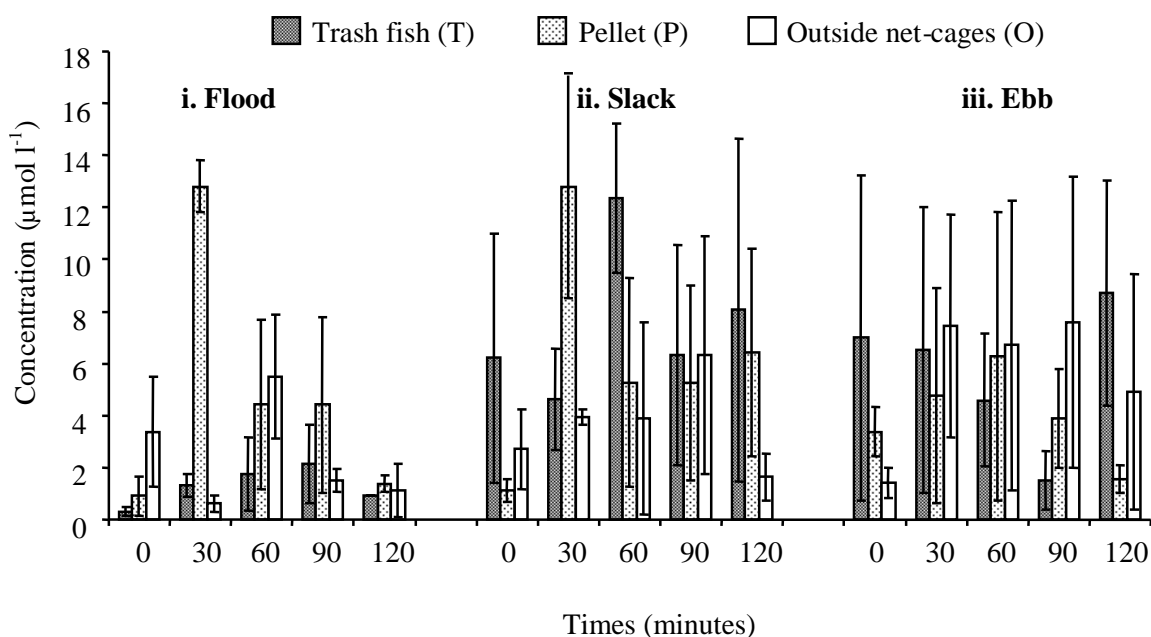 Trash fish (T) Pellet (P) Outside net-cages (O)
18
16
14
12
10
8
6
4
2
0
Concentration (µmol l⁻¹)
i. Flood ii. Slack iii. Ebb
0 30 60 90 120 0 30 60 90 120 0 30 60 90 120
Times (minutes)